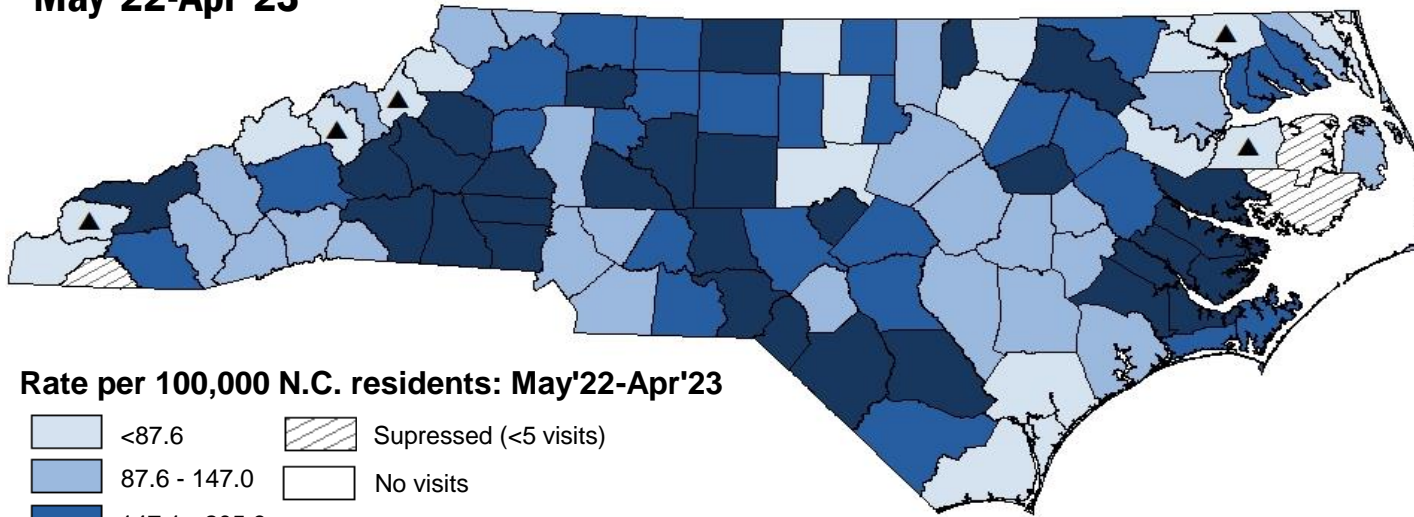 May'22-Apr'23
Rate per 100,000 N.C. residents: May'22-Apr'23
<87.6
Supressed (<5 visits)
87.6 - 147.0
No visits